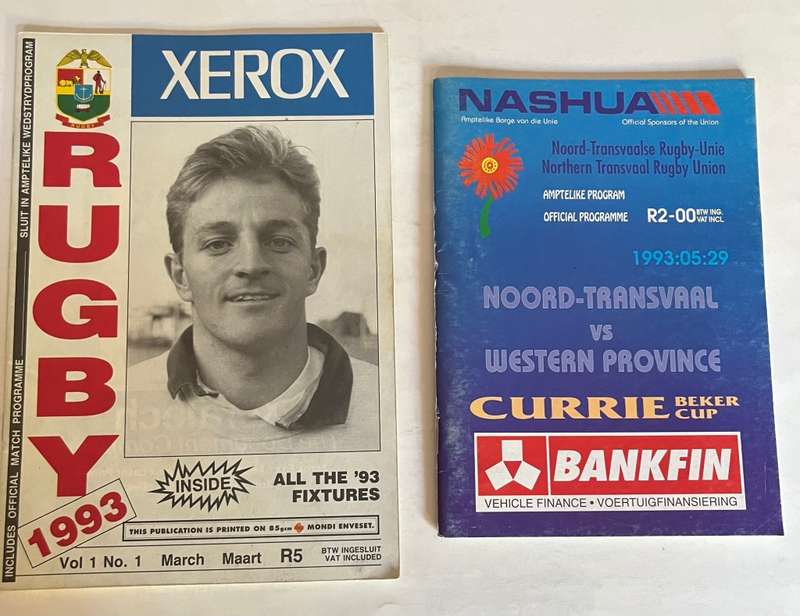 XEROX
RUGBY
RUGBY
1993
SLUIT IN AMPTELIKE WEDSTRYDPROGRAM
INCLUDES OFFICIAL MATCH PROGRAMME
INSIDE
ALL THE '93
FIXTURES
THIS PUBLICATION IS PRINTED ON 85gsm MONDI ENVESET.
Vol 1 No. 1 March Maart R5 BTW INGESLUIT
VAT INCLUDED
NASHUA
Amptelike Borge van die Unie Official Sponsors of the Union
Noord-Transvaalse Rugby-Unie
Northern Transvaal Rugby Union
AMPTELIKE PROGRAM
OFFICIAL PROGRAMME R2-00 BTW ING.
VAT INCL.
1993:05:29
NOORD-TRANSVAAL
VS
WESTERN PROVINCE
CURRIE BEKER
CUP
BANKFIN
VEHICLE FINANCE • VOERTUIGFINANSIERING